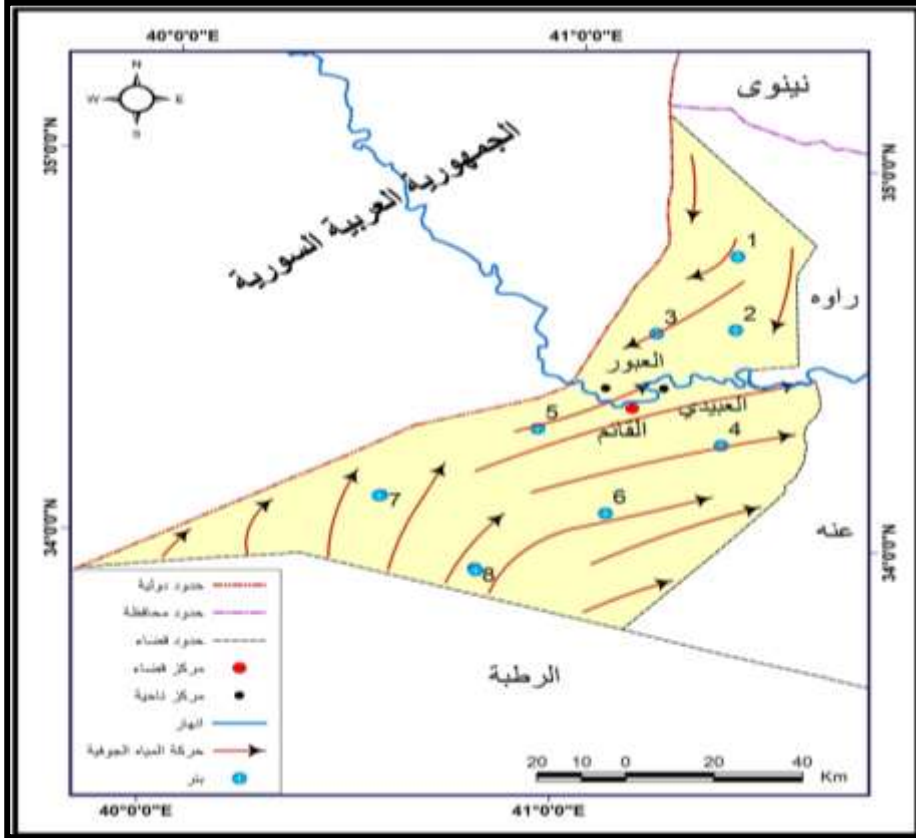 40°0'0"E
41°0'0"E
N
W
E
S
نينوى
35°0'0"N
35°0'0"N
الجمهورية العربية السورية
1
راوه
3
2
العبور
العبيدي
القائم
5
4
7
6
34°0'0"N
34°0'0"N
عنه
8
الرطبة
حدود دولية
حدود محافظة
حدود قضاء
مركز قضاء
مركز ناحية
انهار
حركة المياه الجوفية
بئر
20 10 0 20 40
Km
40°0'0"E
41°0'0"E